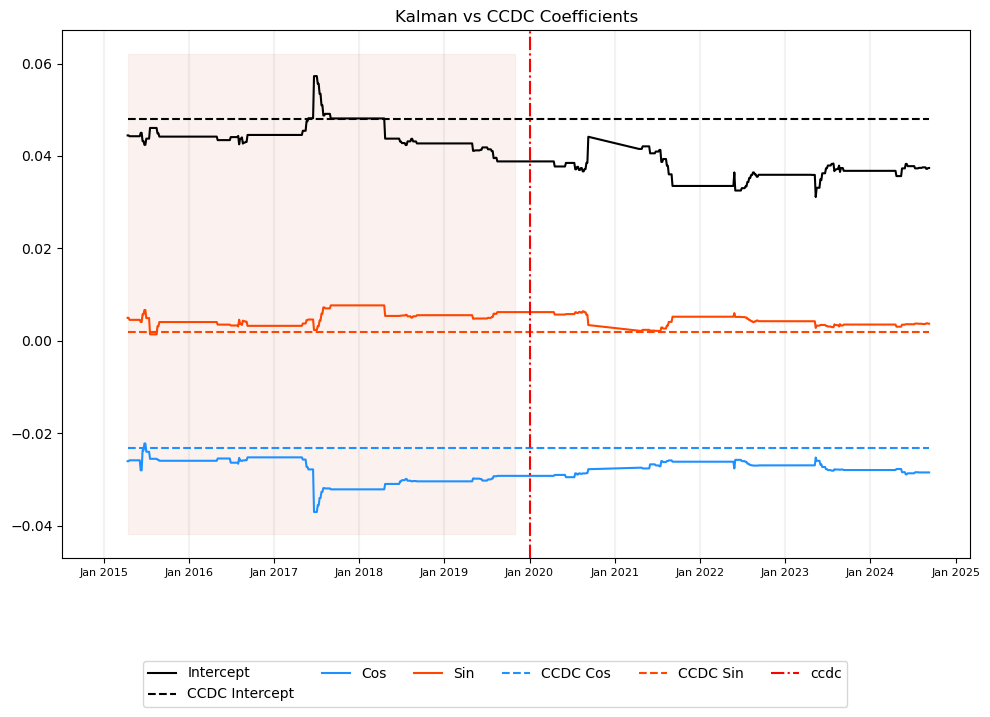 Kalman vs CCDC Coefficients
0.06
0.04
0.02
0.00
−0.02
−0.04
Jan 2015 Jan 2016 Jan 2017 Jan 2018 Jan 2019 Jan 2020 Jan 2021 Jan 2022 Jan 2023 Jan 2024 Jan 2025
Intercept Cos Sin CCDC Cos CCDC Sin ccdc
CCDC Intercept